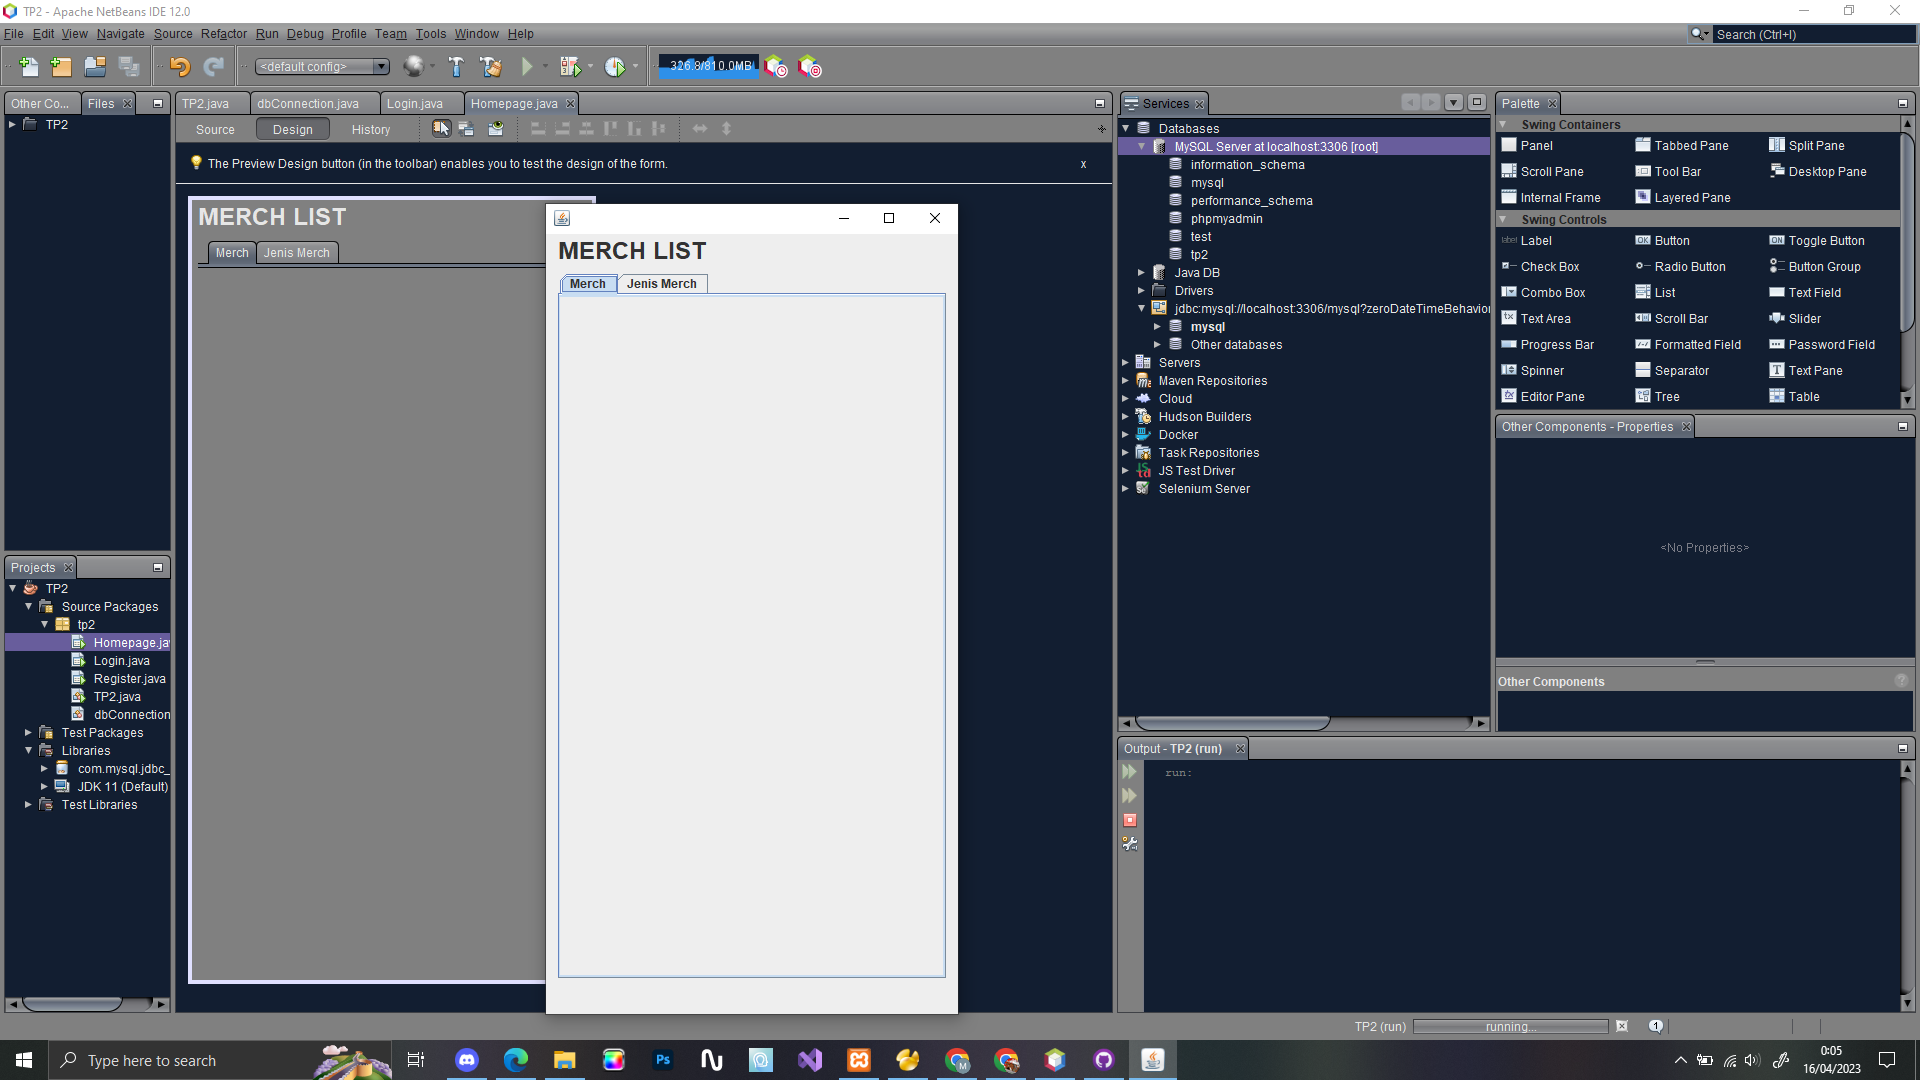 TP2 - Apache NetBeans IDE 12.0
File Edit View Navigate Source Refactor Run Debug Profile Team Tools Window Help
Search (Ctrl+I)
<default config>
326.8/810.0MB
Other Co...
Files
TP2
TP2.java
dbConnection.java
Login.java
Homepage.java
Source
Design
History
The Preview Design button (in the toolbar) enables you to test the design of the form.
x
MERCH LIST
Merch
Jenis Merch
MERCH LIST
Merch
Jenis Merch
Projects
TP2
Source Packages
tp2
Homepage.jav
Login.java
Register.java
TP2.java
dbConnection
Test Packages
Libraries
com.mysql.jdbc_
JDK 11 (Default)
Test Libraries
Services
Databases
MySQL Server at localhost:3306 [root]
information_schema
mysql
performance_schema
phpmyadmin
test
tp2
Java DB
Drivers
jdbc:mysql://localhost:3306/mysql?zeroDateTimeBehavior
mysql
Other databases
Servers
Maven Repositories
Cloud
Hudson Builders
Docker
Task Repositories
JS Test Driver
Selenium Server
Palette
Swing Containers
Panel
Tabbed Pane
Split Pane
Scroll Pane
Tool Bar
Desktop Pane
Internal Frame
Layered Pane
Swing Controls
label Label
OK Button
ON Toggle Button
Check Box
Radio Button
Button Group
Combo Box
List
Text Field
Text Area
Scroll Bar
Slider
Progress Bar
Formatted Field
Password Field
Spinner
Separator
Text Pane
Editor Pane
Tree
Table
Other Components - Properties
<No Properties>
Other Components
Output - TP2 (run)
run:
TP2 (run)
running...
1
Type here to search
Ps
M
0:05
16/04/2023